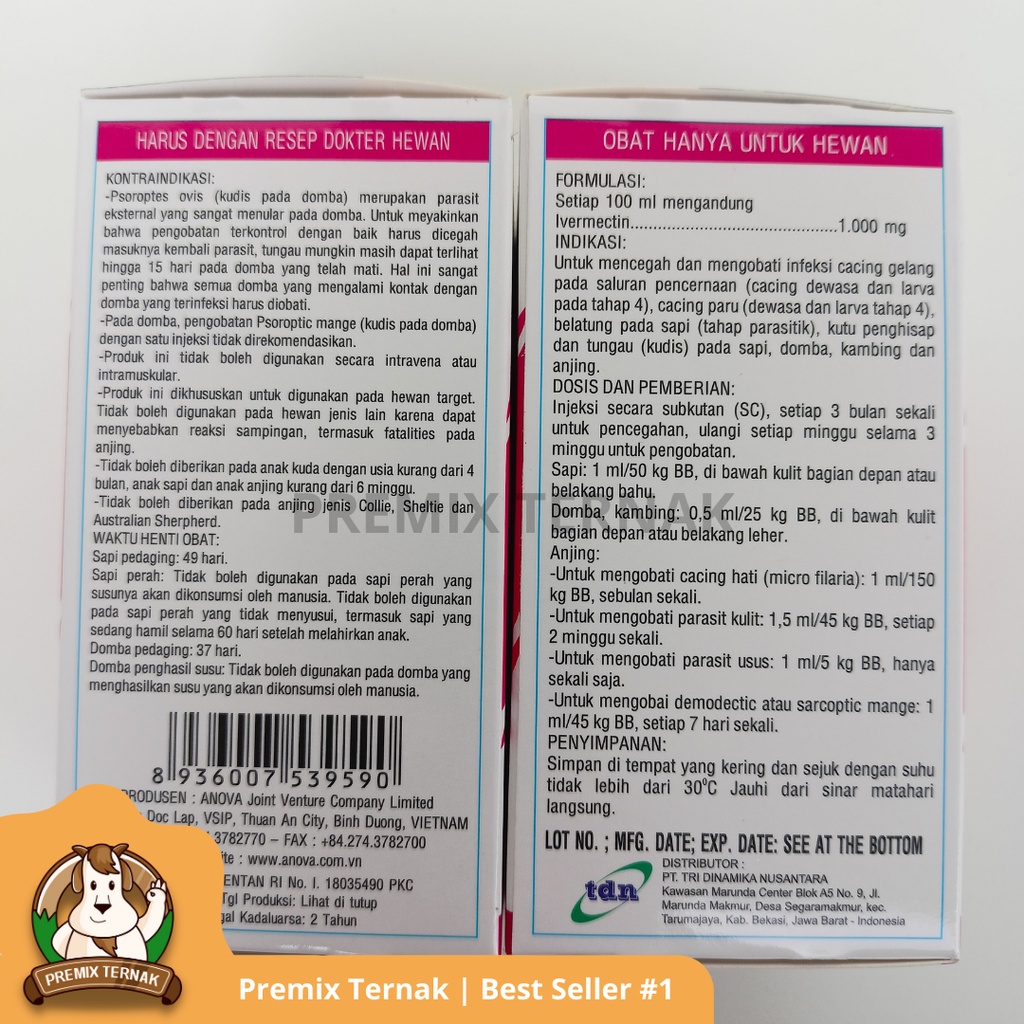 HARUS DENGAN RESEP DOKTER HEWAN
KONTRAINDIKASI:
-Psoroptes ovis (kudis pada domba) merupakan parasit
eksternal yang sangat menular pada domba. Untuk meyakinkan
bahwa pengobatan terkontrol dengan baik harus dicegah
masuknya kembali parasit, tungau mungkin masih dapat terlihat
hingga 15 hari pada domba yang telah mati. Hal ini sangat
penting bahwa semua domba yang mengalami kontak dengan
domba yang terinfeksi harus diobati.
-Pada domba, pengobatan Psoroptic mange (kudis pada domba)
dengan satu injeksi tidak direkomendasikan.
-Produk ini tidak boleh digunakan secara intravena atau
intramuskular.
-Produk ini dikhususkan untuk digunakan pada hewan target.
Tidak boleh digunakan pada hewan jenis lain karena dapat
menyebabkan reaksi sampingan, termasuk fatalities pada
anjing.
-Tidak boleh diberikan pada anak kuda dengan usia kurang dari 4
bulan, anak sapi dan anak anjing kurang dari 6 minggu.
-Tidak boleh diberikan pada anjing jenis Collie, Sheltie dan
Australian Sherpherd.
WAKTU HENTI OBAT:
Sapi pedaging: 49 hari.
Sapi perah: Tidak boleh digunakan pada sapi perah yang
susunya akan dikonsumsi oleh manusia. Tidak boleh digunakan
pada sapi perah yang tidak menyusui, termasuk sapi yang
sedang hamil selama 60 hari setelah melahirkan anak.
Domba pedaging: 37 hari.
Domba penghasil susu: Tidak boleh digunakan pada domba yang
menghasilkan susu yang akan dikonsumsi oleh manusia.
8 936007 539590
RODUSEN : ANOVA Joint Venture Company Limited
Doc Lap, VSIP, Thuan An City, Binh Duong, VIETNAM
.3782770 – FAX : +84.274.3782700
ite : www.anova.com.vn
ENTAN RI No. I. 18035490 PKC
Tgl Produksi: Lihat di tutup
gal Kadaluarsa: 2 Tahun
OBAT HANYA UNTUK HEWAN
FORMULASI:
Setiap 100 ml mengandung
Ivermectin.............................................1.000 mg
INDIKASI:
Untuk mencegah dan mengobati infeksi cacing gelang
pada saluran pencernaan (cacing dewasa dan larva
pada tahap 4), cacing paru (dewasa dan larva tahap 4),
belatung pada sapi (tahap parasitik), kutu penghisap
dan tungau (kudis) pada sapi, domba, kambing dan
anjing.
DOSIS DAN PEMBERIAN:
Injeksi secara subkutan (SC), setiap 3 bulan sekali
untuk pencegahan, ulangi setiap minggu selama 3
minggu untuk pengobatan.
Sapi: 1 ml/50 kg BB, di bawah kulit bagian depan atau
belakang bahu.
Domba, kambing: 0,5 ml/25 kg BB, di bawah kulit
bagian depan atau belakang leher.
Anjing:
-Untuk mengobati cacing hati (micro filaria): 1 ml/150
kg BB, sebulan sekali.
-Untuk mengobati parasit kulit: 1,5 ml/45 kg BB, setiap
2 minggu sekali.
-Untuk mengobati parasit usus: 1 ml/5 kg BB, hanya
sekali saja.
-Untuk mengobai demodectic atau sarcoptic mange: 1
ml/45 kg BB, setiap 7 hari sekali.
PENYIMPANAN:
Simpan di tempat yang kering dan sejuk dengan suhu
tidak lebih dari 30⁰C Jauhi dari sinar matahari
langsung.
LOT NO. ; MFG. DATE; EXP. DATE: SEE AT THE BOTTOM
tdn
DISTRIBUTOR :
PT. TRI DINAMIKA NUSANTARA
Kawasan Marunda Center Blok A5 No. 9, Jl.
Marunda Makmur, Desa Segaramakmur, kec.
Tarumajaya, Kab. Bekasi, Jawa Barat - Indonesia
PREMIX TERNAK
PREMIX TERNAK
Premix Ternak | Best Seller #1